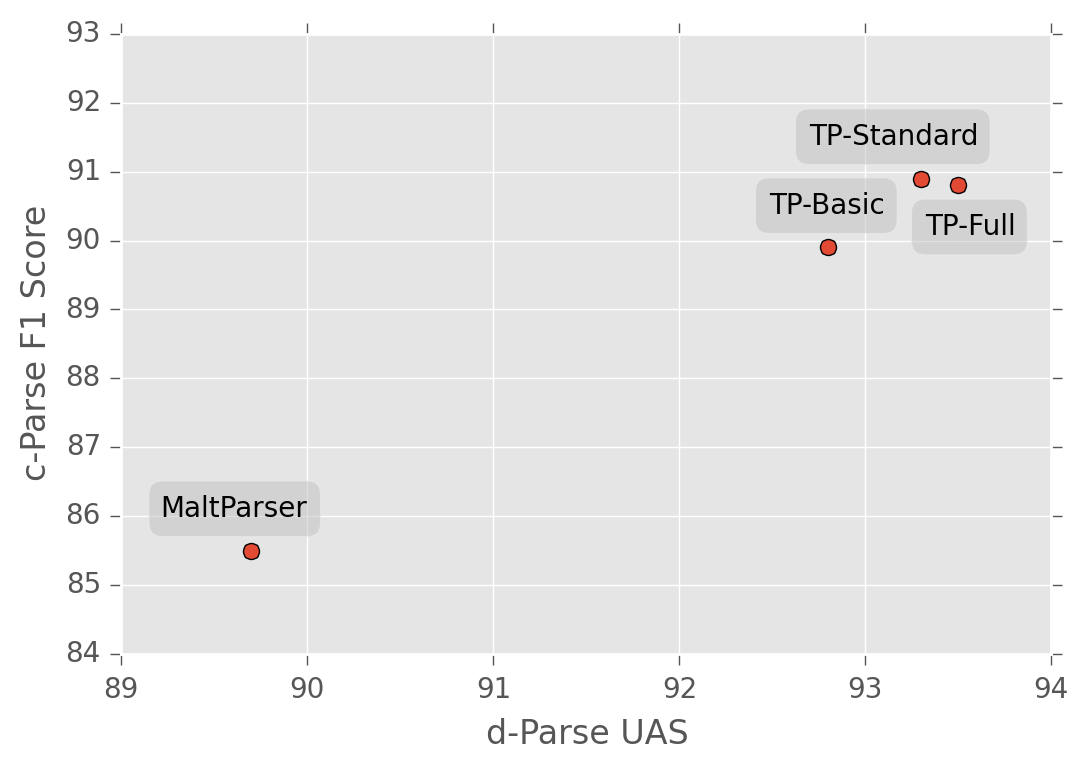 93
92
91
90
89
88
87
86
85
84
c-Parse F1 Score
TP-Standard
TP-Basic
TP-Full
MaltParser
89 90 91 92 93 94
d-Parse UAS